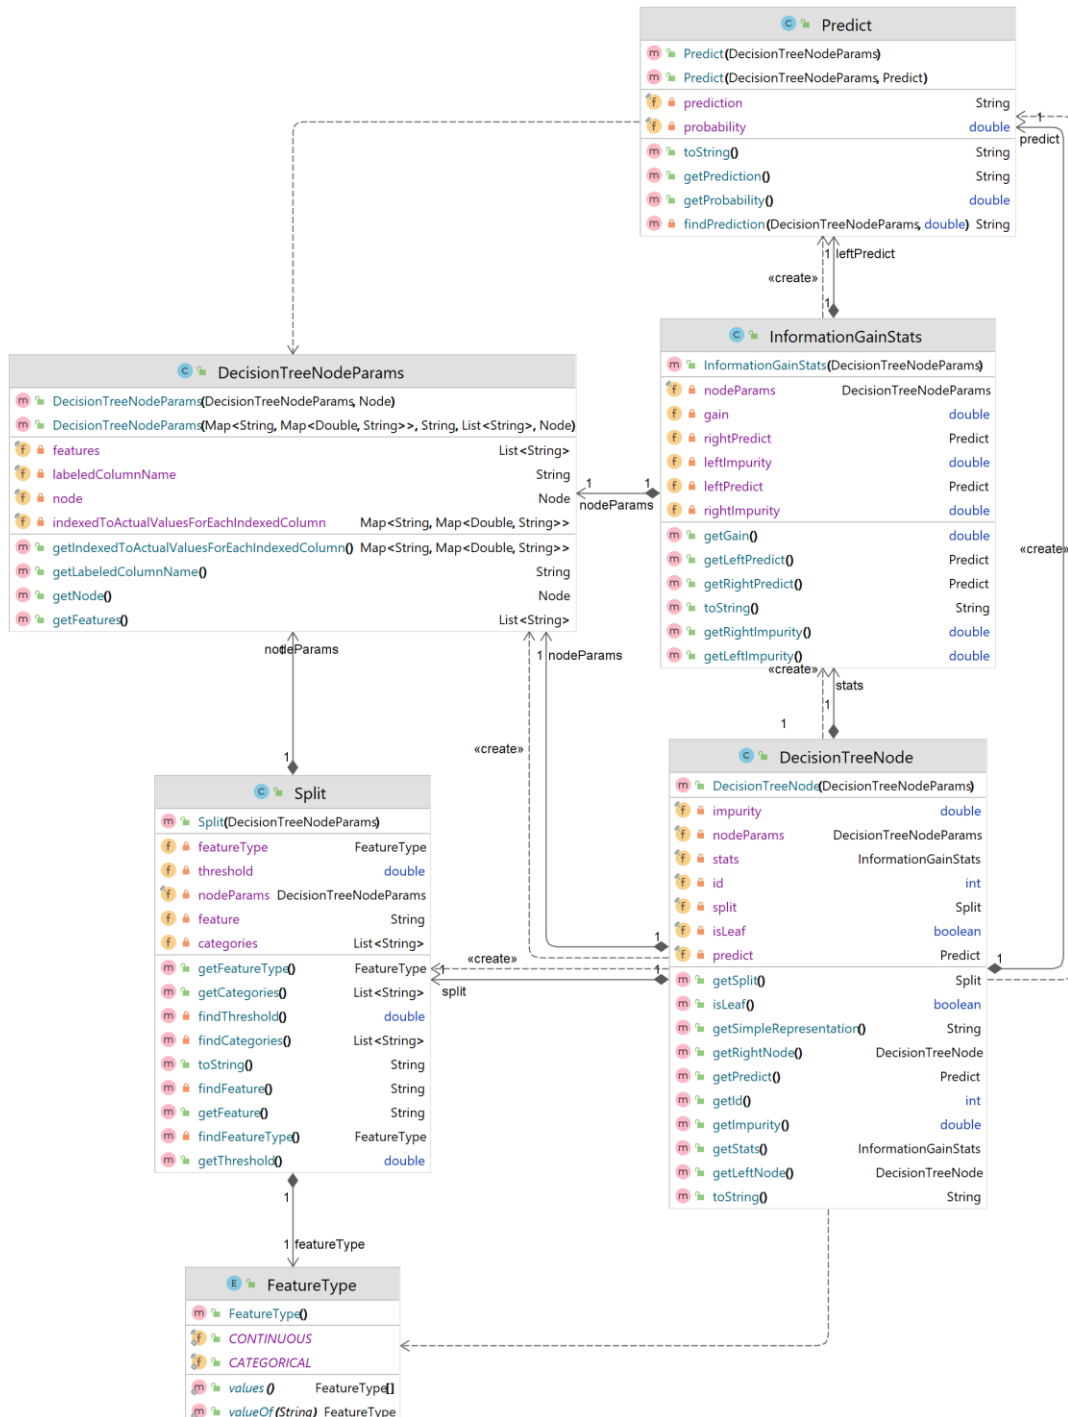 Predict
Predict(DecisionTreeNodeParams)
Predict(DecisionTreeNodeParams, Predict)
prediction String
probability double
toString() String
getPrediction() String
getProbability() double
findPrediction(DecisionTreeNodeParams, double) String
1
predict
1 leftPredict
«create»
1
InformationGainStats
InformationGainStats(DecisionTreeNodeParams)
nodeParams DecisionTreeNodeParams
gain double
rightPredict Predict
leftImpurity double
leftPredict Predict
rightImpurity double
getGain() double
getLeftPredict() Predict
getRightPredict() Predict
toString() String
getRightImpurity() double
getLeftImpurity() double
DecisionTreeNodeParams
DecisionTreeNodeParams(DecisionTreeNodeParams, Node)
DecisionTreeNodeParams(Map<String, Map<Double, String>>, String, List<String>, Node)
features List<String>
labeledColumnName String
node Node
indexedToActualValuesForEachIndexedColumn Map<String, Map<Double, String>>
getIndexedToActualValuesForEachIndexedColumn() Map<String, Map<Double, String>>
getLabeledColumnName() String
getNode() Node
getFeatures() List<String>
1 1
nodeParams
«create»
nodeParams
1
1 nodeParams
«create»
stats
1
1
«create»
1
Split
Split(DecisionTreeNodeParams)
featureType FeatureType
threshold double
nodeParams DecisionTreeNodeParams
feature String
categories List<String>
getFeatureType() FeatureType
getCategories() List<String>
findThreshold() double
findCategories() List<String>
toString() String
findFeature() String
getFeature() String
findFeatureType() FeatureType
getThreshold() double
DecisionTreeNode
DecisionTreeNode(DecisionTreeNodeParams)
impurity double
nodeParams DecisionTreeNodeParams
stats InformationGainStats
id int
split Split
isLeaf boolean
predict Predict
getSplit() Split
isLeaf() boolean
getSimpleRepresentation() String
getRightNode() DecisionTreeNode
getPredict() Predict
getId() int
getImpurity() double
getStats() InformationGainStats
getLeftNode() DecisionTreeNode
toString() String
1
«create»
1 1
split
1
1
1 featureType
FeatureType
FeatureType()
CONTINUOUS
CATEGORICAL
values() FeatureType[]
valueOf(String) FeatureType